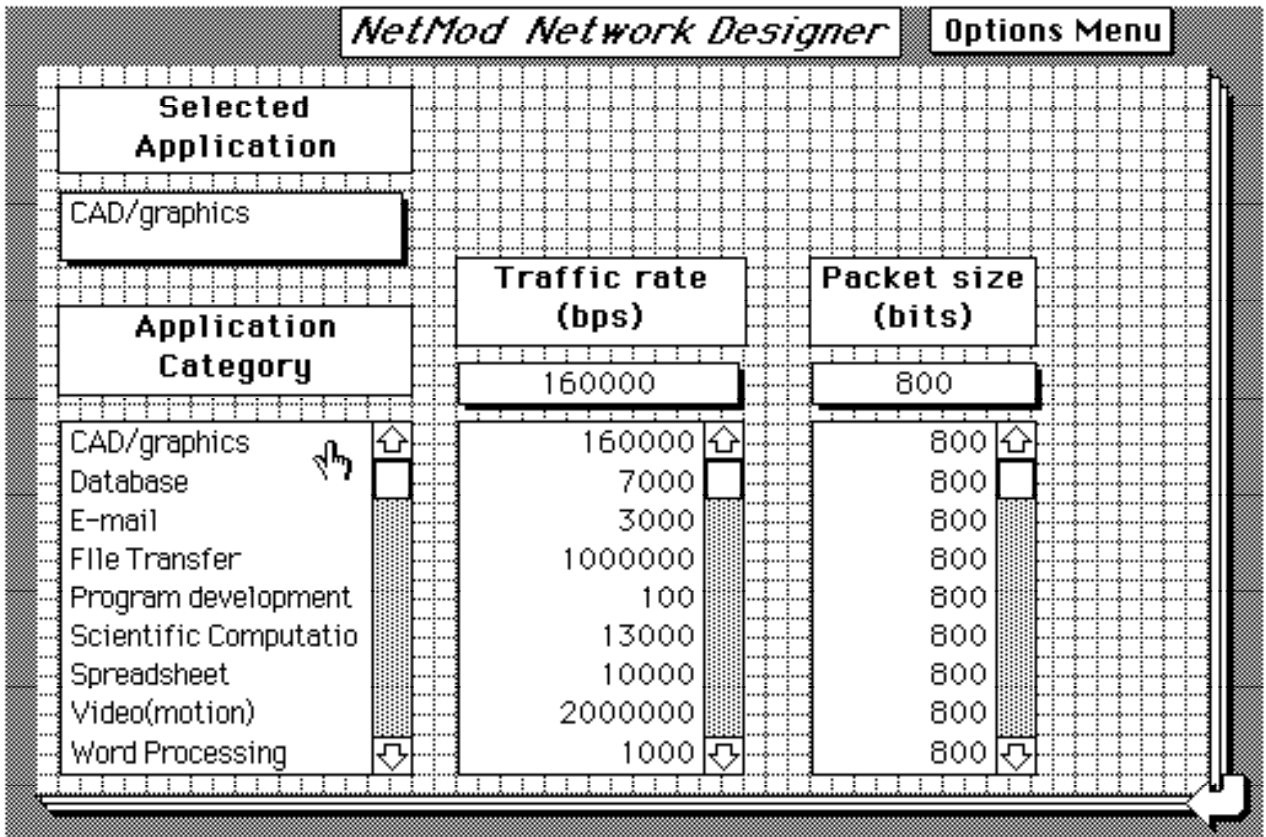 NetMod Network Designer
Options Menu
Selected
Application
CAD/graphics
Application
Category
Traffic rate
(bps)
160000
Packet size
(bits)
800
CAD/graphics 160000 800
Database 7000 800
E-mail 3000 800
FIle Transfer 1000000 800
Program development 100 800
Scientific Computatio 13000 800
Spreadsheet 10000 800
Video(motion) 2000000 800
Word Processing 1000 800